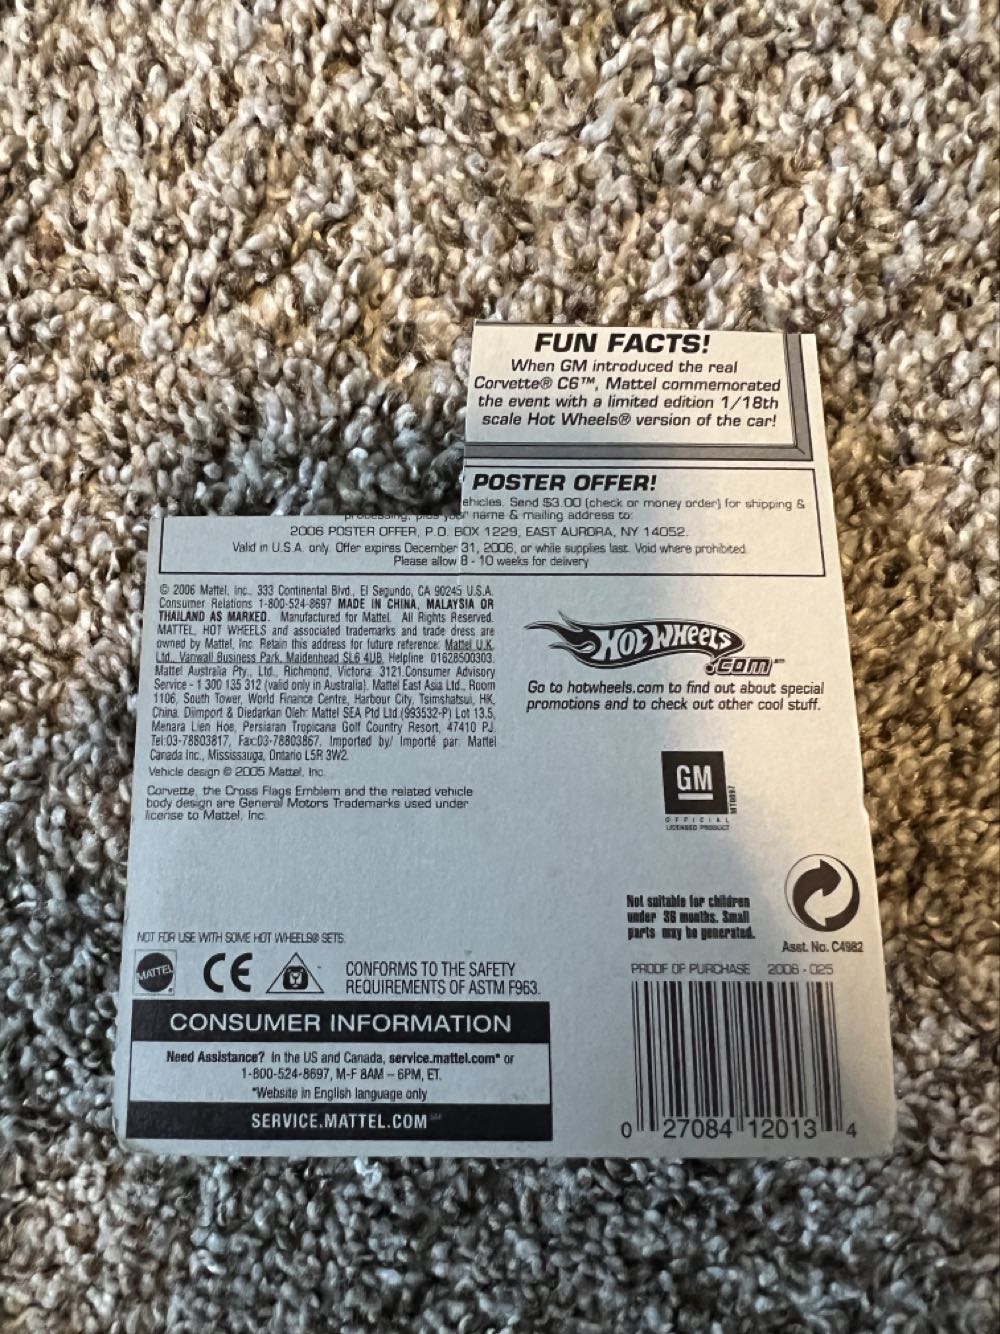 FUN FACTS!
When GM introduced the real
Corvette® C6™, Mattel commemorated
the event with a limited edition 1/18th
scale Hot Wheels® version of the car!
POSTER OFFER!
ehicles. Send $3.00 (check or money order) for shipping &
processing, plus your name & mailing address to:
2006 POSTER OFFER, P.O. BOX 1229, EAST AURORA, NY 14052.
Valid in U.S.A. only. Offer expires December 31, 2006, or while supplies last. Void where prohibited.
Please allow 8 - 10 weeks for delivery
© 2006 Mattel, Inc., 333 Continental Blvd., El Segundo, CA 90245 U.S.A.
Consumer Relations 1-800-524-8697 MADE IN CHINA, MALAYSIA OR
THAILAND AS MARKED. Manufactured for Mattel. All Rights Reserved.
MATTEL, HOT WHEELS and associated trademarks and trade dress are
owned by Mattel, Inc. Retain this address for future reference: Mattel U.K.
Ltd., Vanwall Business Park, Maidenhead SL6 4UB. Helpline 01628500303.
Mattel Australia Pty., Ltd., Richmond, Victoria. 3121.Consumer Advisory
Service - 1 300 135 312 (valid only in Australia). Mattel East Asia Ltd., Room
1106, South Tower, World Finance Centre, Harbour City, Tsimshatsui, HK,
China. Diimport & Diedarkan Oleh: Mattel SEA Ptd Ltd.(993532-P) Lot 13.5,
Menara Lien Hoe, Persiaran Tropicana Golf Country Resort, 47410 PJ.
Tel:03-78803817, Fax:03-78803867. Imported by/ Importé par: Mattel
Canada Inc., Mississauga, Ontario L5R 3W2.
Vehicle design © 2005 Mattel, Inc.
Corvette, the Cross Flags Emblem and the related vehicle
body design are General Motors Trademarks used under
license to Mattel, Inc.
HOT WHEELS
.COM™
Go to hotwheels.com to find out about special
promotions and to check out other cool stuff.
GM
OFFICIAL
LICENSED PRODUCT
Not suitable for children
under 36 months. Small
parts may be generated.
Asst. No. C4982
NOT FOR USE WITH SOME HOT WHEELS® SETS.
MATTEL
CE
CONFORMS TO THE SAFETY
REQUIREMENTS OF ASTM F963.
CONSUMER INFORMATION
Need Assistance? In the US and Canada, service.mattel.com* or
1-800-524-8697, M-F 8AM – 6PM, ET.
*Website in English language only
SERVICE.MATTEL.COM℠
PROOF OF PURCHASE 2006 - 025
0 27084 12013 4